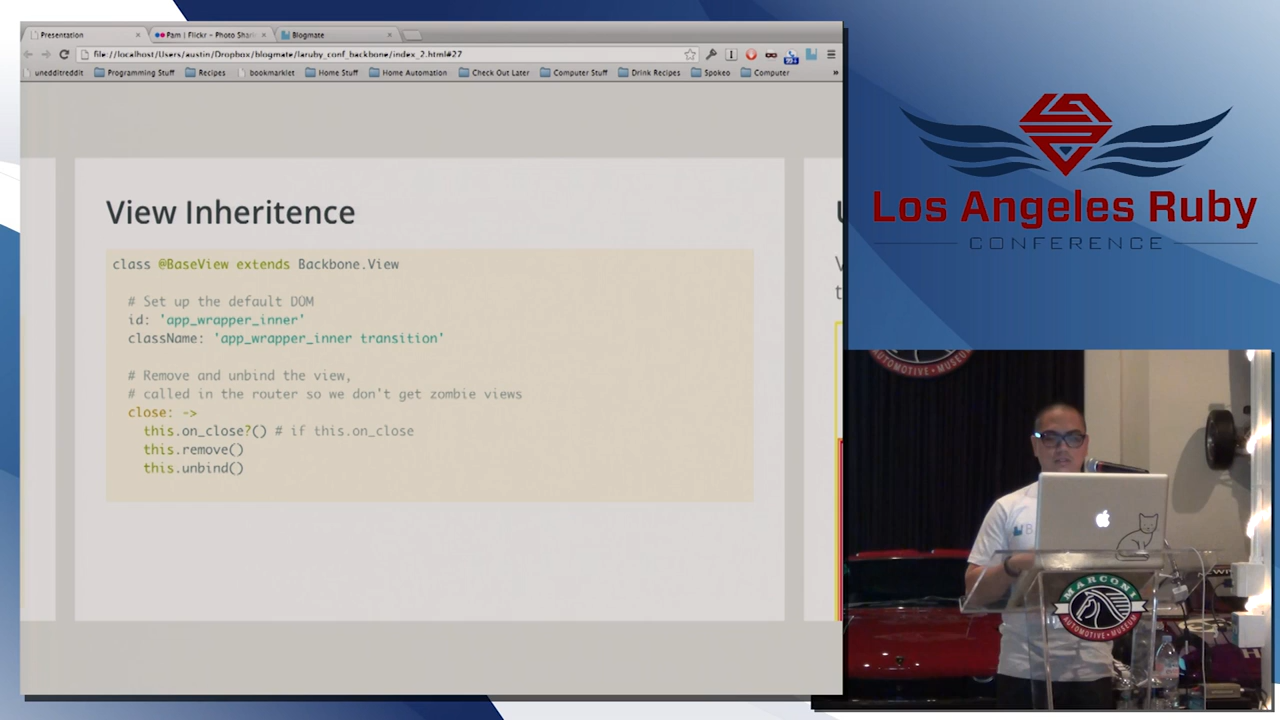 Presentation
Pam | Flickr - Photo Shari
Blogmate
file://localhost/Users/austin/Dropbox/blogmate/laruby_conf_backbone/index_2.html#27
unedditreddit
Programming Stuff
Recipes
bookmarklet
Home Stuff
Home Automation
Check Out Later
Computer Stuff
Drink Recipes
Spokeo
Computer
»
View Inheritence
class @BaseView extends Backbone.View
# Set up the default DOM
id: 'app_wrapper_inner'
className: 'app_wrapper_inner transition'
# Remove and unbind the view,
# called in the router so we don't get zombie views
close: ->
this.on_close?() # if this.on_close
this.remove()
this.unbind()
Los Angeles Ruby
CONFERENCE
AUTOMOTIVE MUSEUM
MARCONI
AUTOMOTIVE MUSEUM